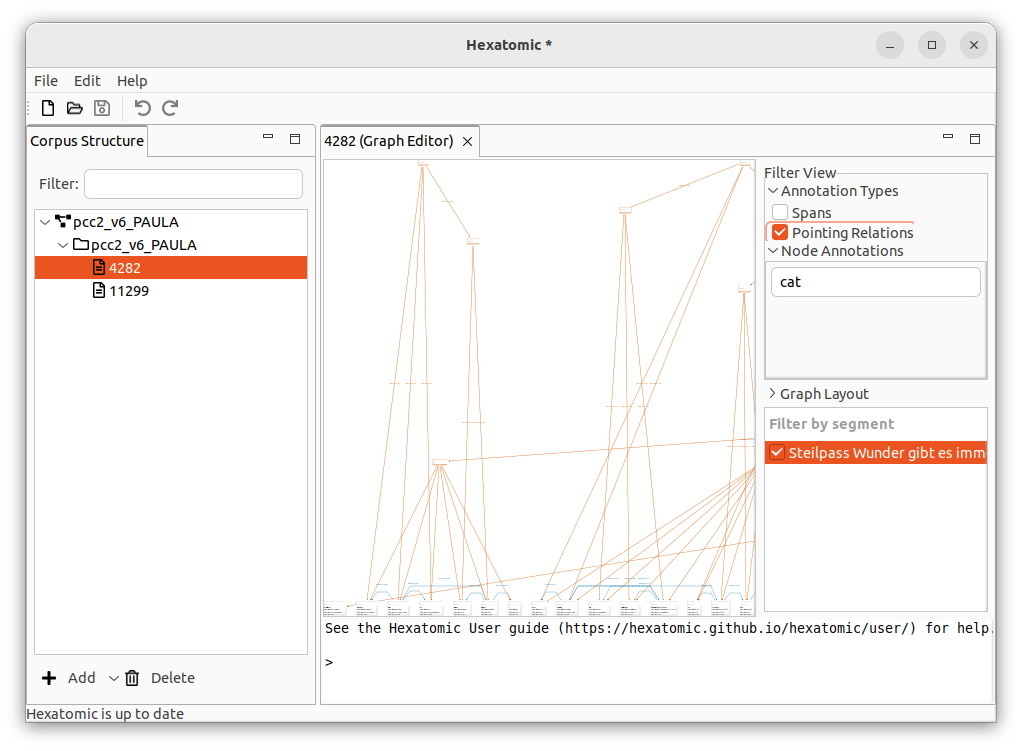 Hexatomic *
File Edit Help
Corpus Structure
4282 (Graph Editor)
Filter:
pcc2_v6_PAULA
pcc2_v6_PAULA
4282
11299
Filter View
Annotation Types
Spans
Pointing Relations
Node Annotations
cat
Graph Layout
Filter by segment
Steilpass Wunder gibt es imm
See the Hexatomic User guide (https://hexatomic.github.io/hexatomic/user/) for help.
>
Add Delete
Hexatomic is up to date